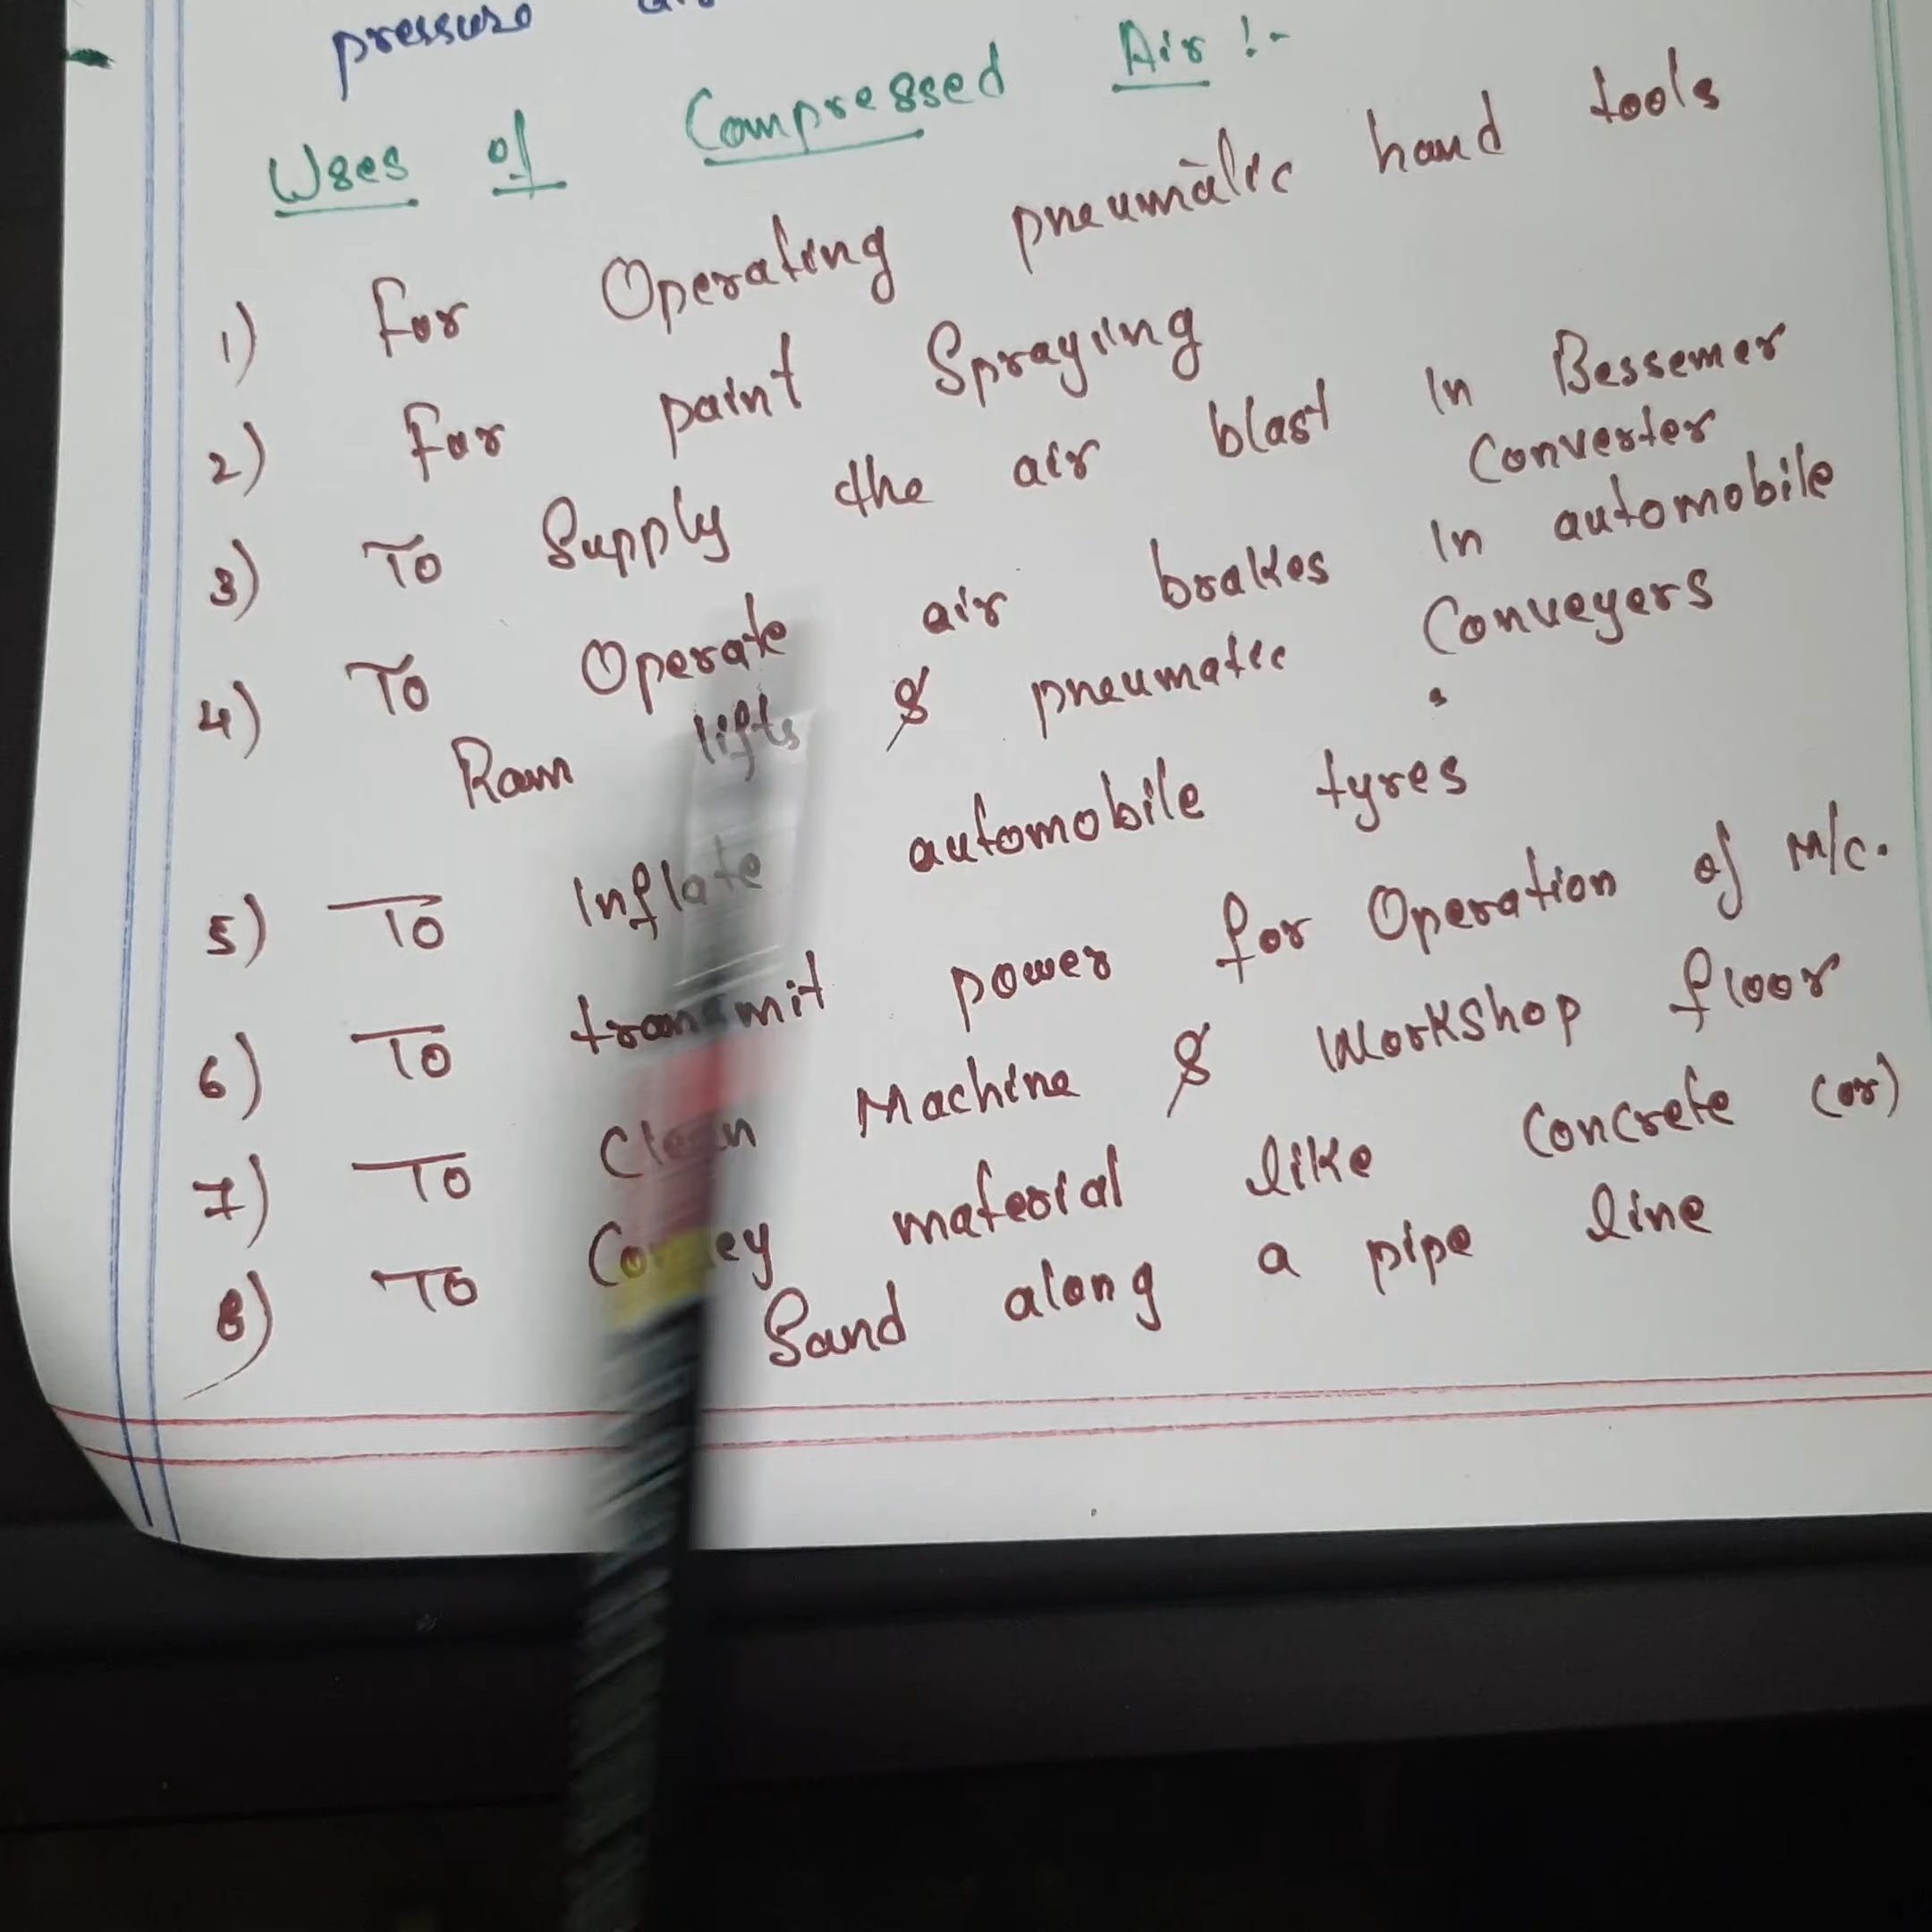 pressure
Uses of Compressed Air :-
1) For Operating pneumatic hand tools
2) For paint Spraying
3) To Supply the air blast in Bessemer
Converter
4) To Operate air brakes in automobile
Ram lifts & pneumatic Conveyers
5) To Inflate automobile tyres
6) To transmit power for Operation of M/C.
7) To Clean Machine & Workshop floor
8) To Convey material like Concrete (or)
Sand along a pipe line